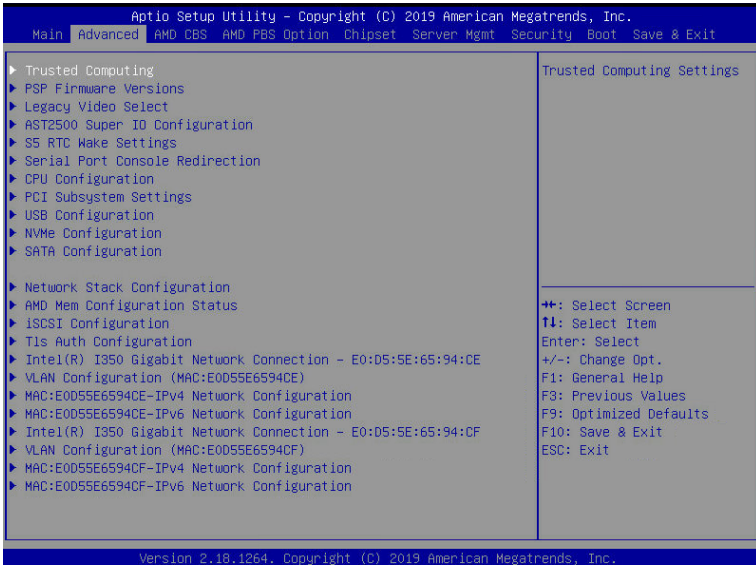 Aptio Setup Utility – Copyright (C) 2019 American Megatrends, Inc.
Main Advanced AMD CBS AMD PBS Option Chipset Server Mgmt Security Boot Save & Exit
Trusted Computing
PSP Firmware Versions
Legacy Video Select
AST2500 Super IO Configuration
S5 RTC Wake Settings
Serial Port Console Redirection
CPU Configuration
PCI Subsystem Settings
USB Configuration
NVMe Configuration
SATA Configuration
Network Stack Configuration
AMD Mem Configuration Status
iSCSI Configuration
Tls Auth Configuration
Intel(R) I350 Gigabit Network Connection – E0:D5:5E:65:94:CE
VLAN Configuration (MAC:E0D55E6594CE)
MAC:E0D55E6594CE-IPv4 Network Configuration
MAC:E0D55E6594CE-IPv6 Network Configuration
Intel(R) I350 Gigabit Network Connection – E0:D5:5E:65:94:CF
VLAN Configuration (MAC:E0D55E6594CF)
MAC:E0D55E6594CF-IPv4 Network Configuration
MAC:E0D55E6594CF-IPv6 Network Configuration
Trusted Computing Settings
→←: Select Screen
↑↓: Select Item
Enter: Select
+/-: Change Opt.
F1: General Help
F3: Previous Values
F9: Optimized Defaults
F10: Save & Exit
ESC: Exit
Version 2.18.1264. Copyright (C) 2019 American Megatrends, Inc.